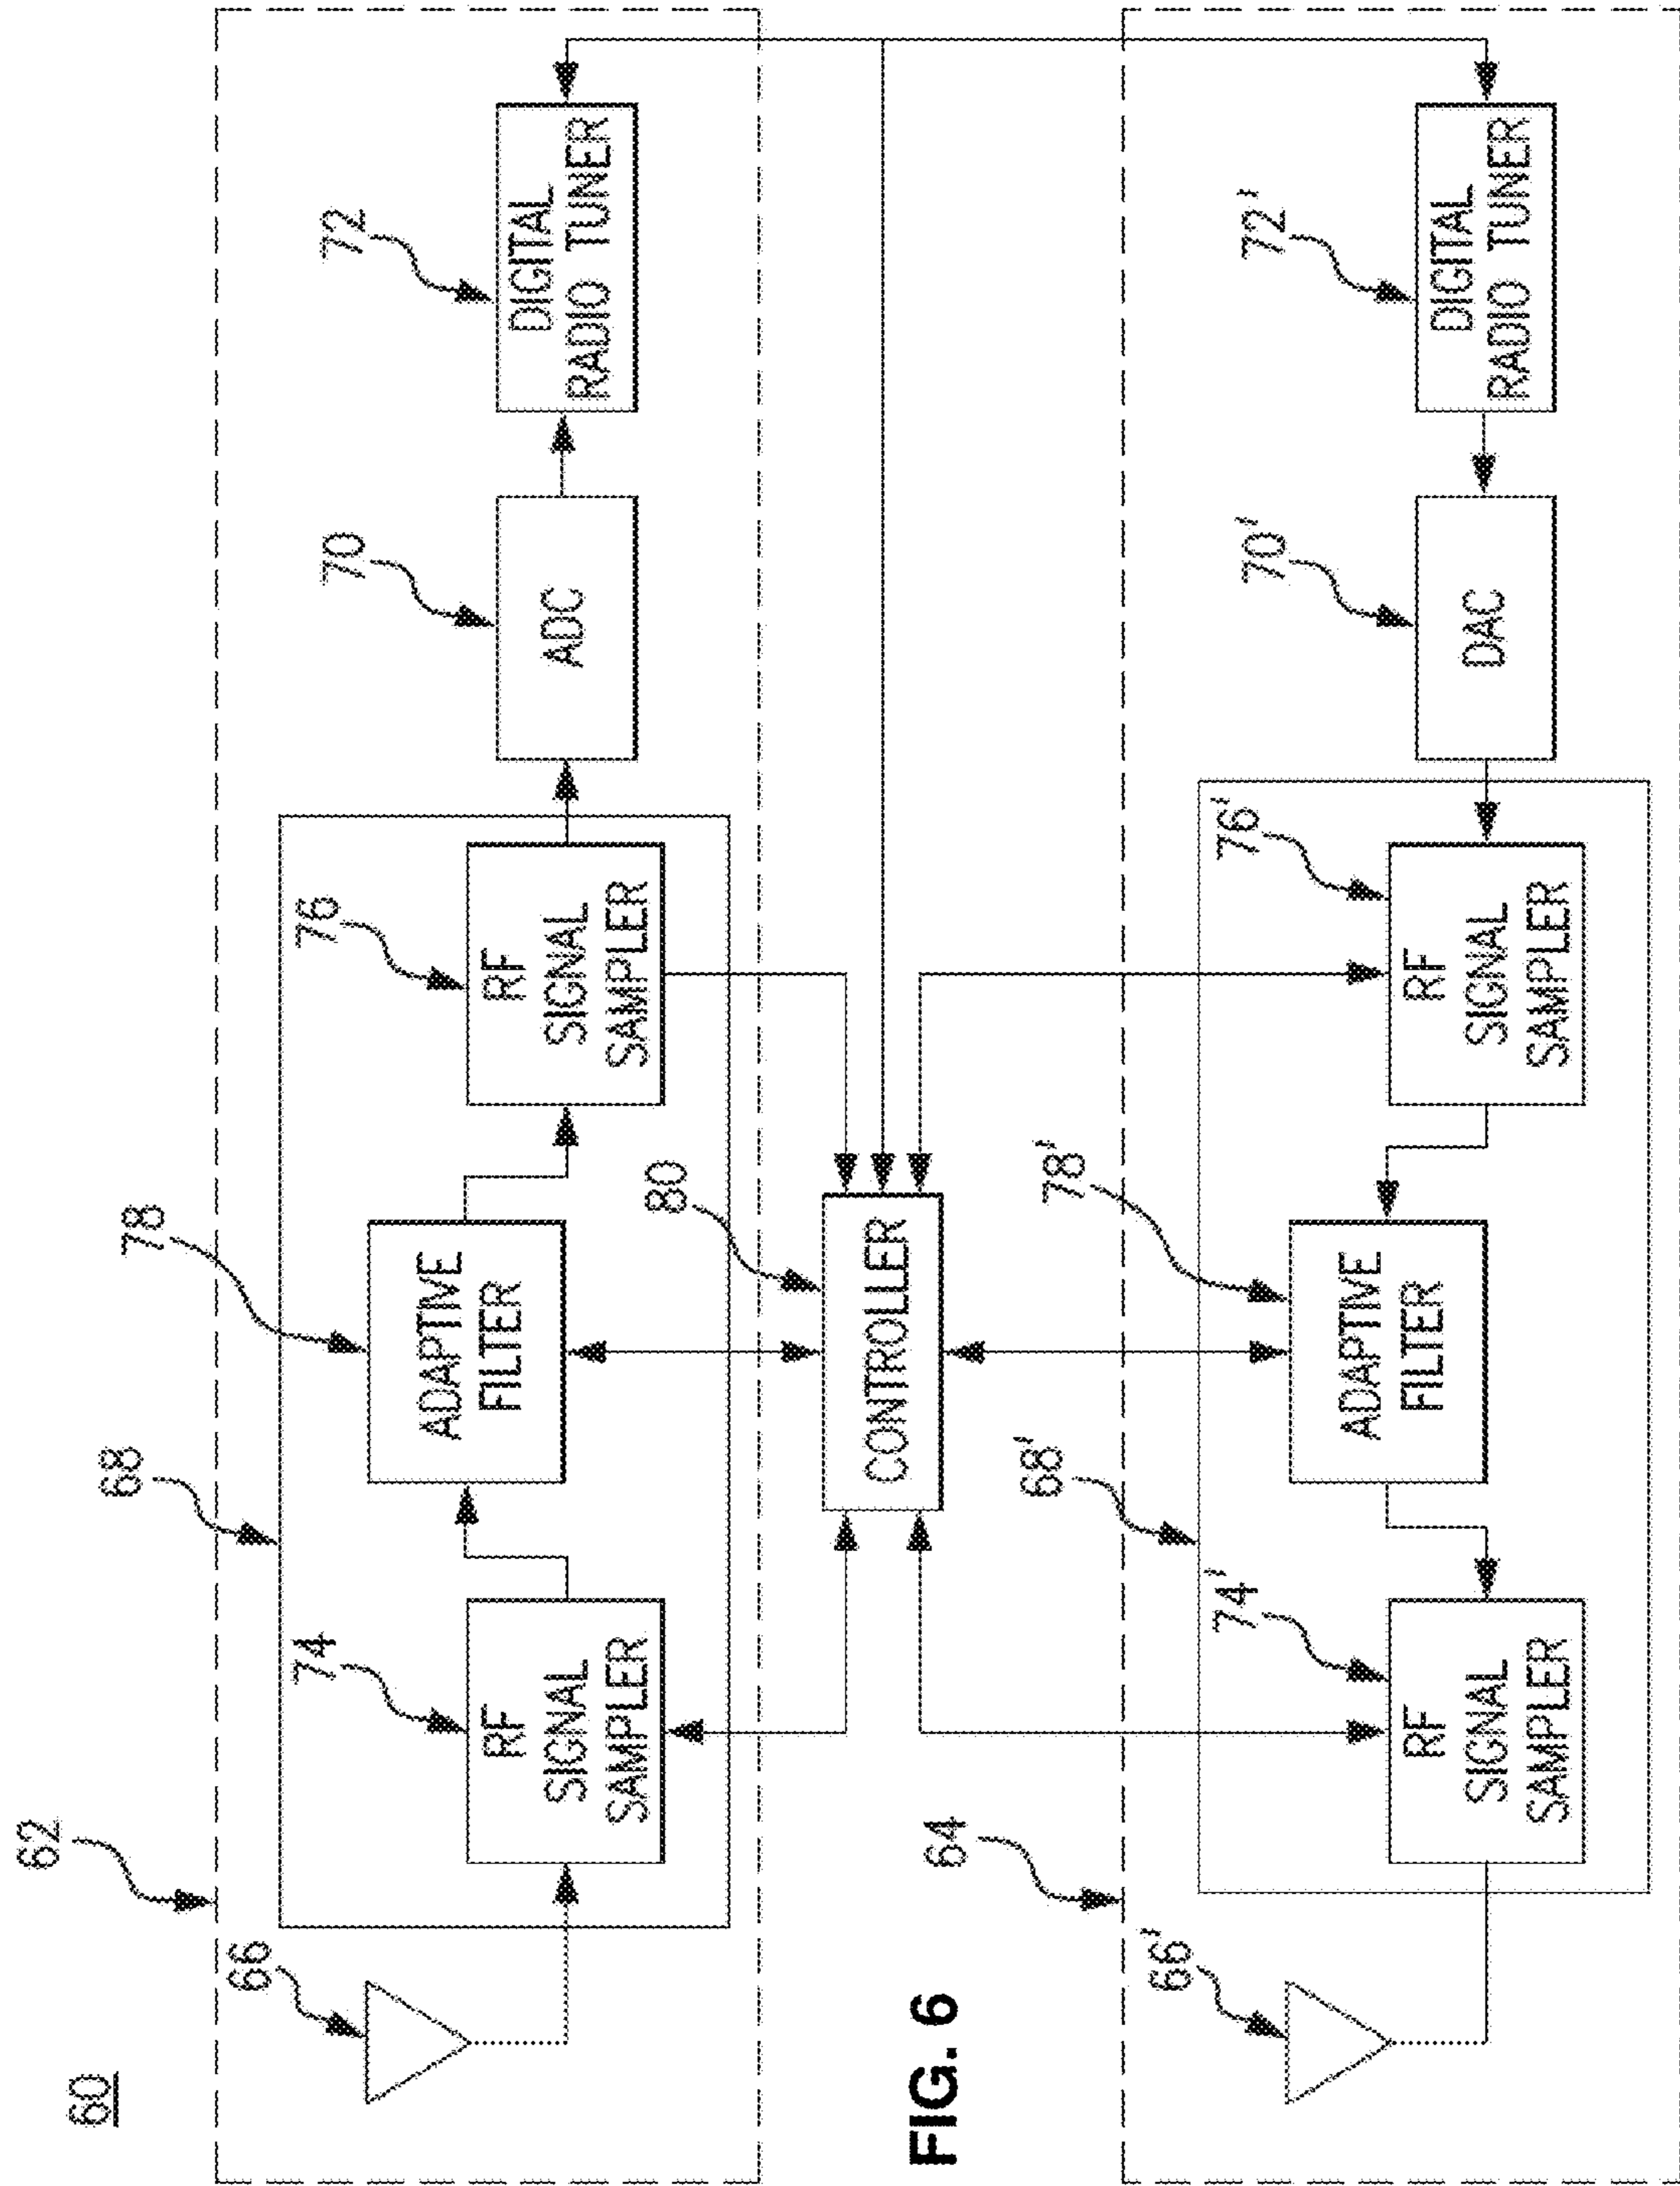 60
62
66
68
74
RF
SIGNAL
SAMPLER
78
ADAPTIVE
FILTER
76
RF
SIGNAL
SAMPLER
70
ADC
72
DIGITAL
RADIO TUNER
80
CONTROLLER
FIG. 6
64
66'
68'
74'
RF
SIGNAL
SAMPLER
78'
ADAPTIVE
FILTER
76'
RF
SIGNAL
SAMPLER
70'
DAC
72'
DIGITAL
RADIO TUNER